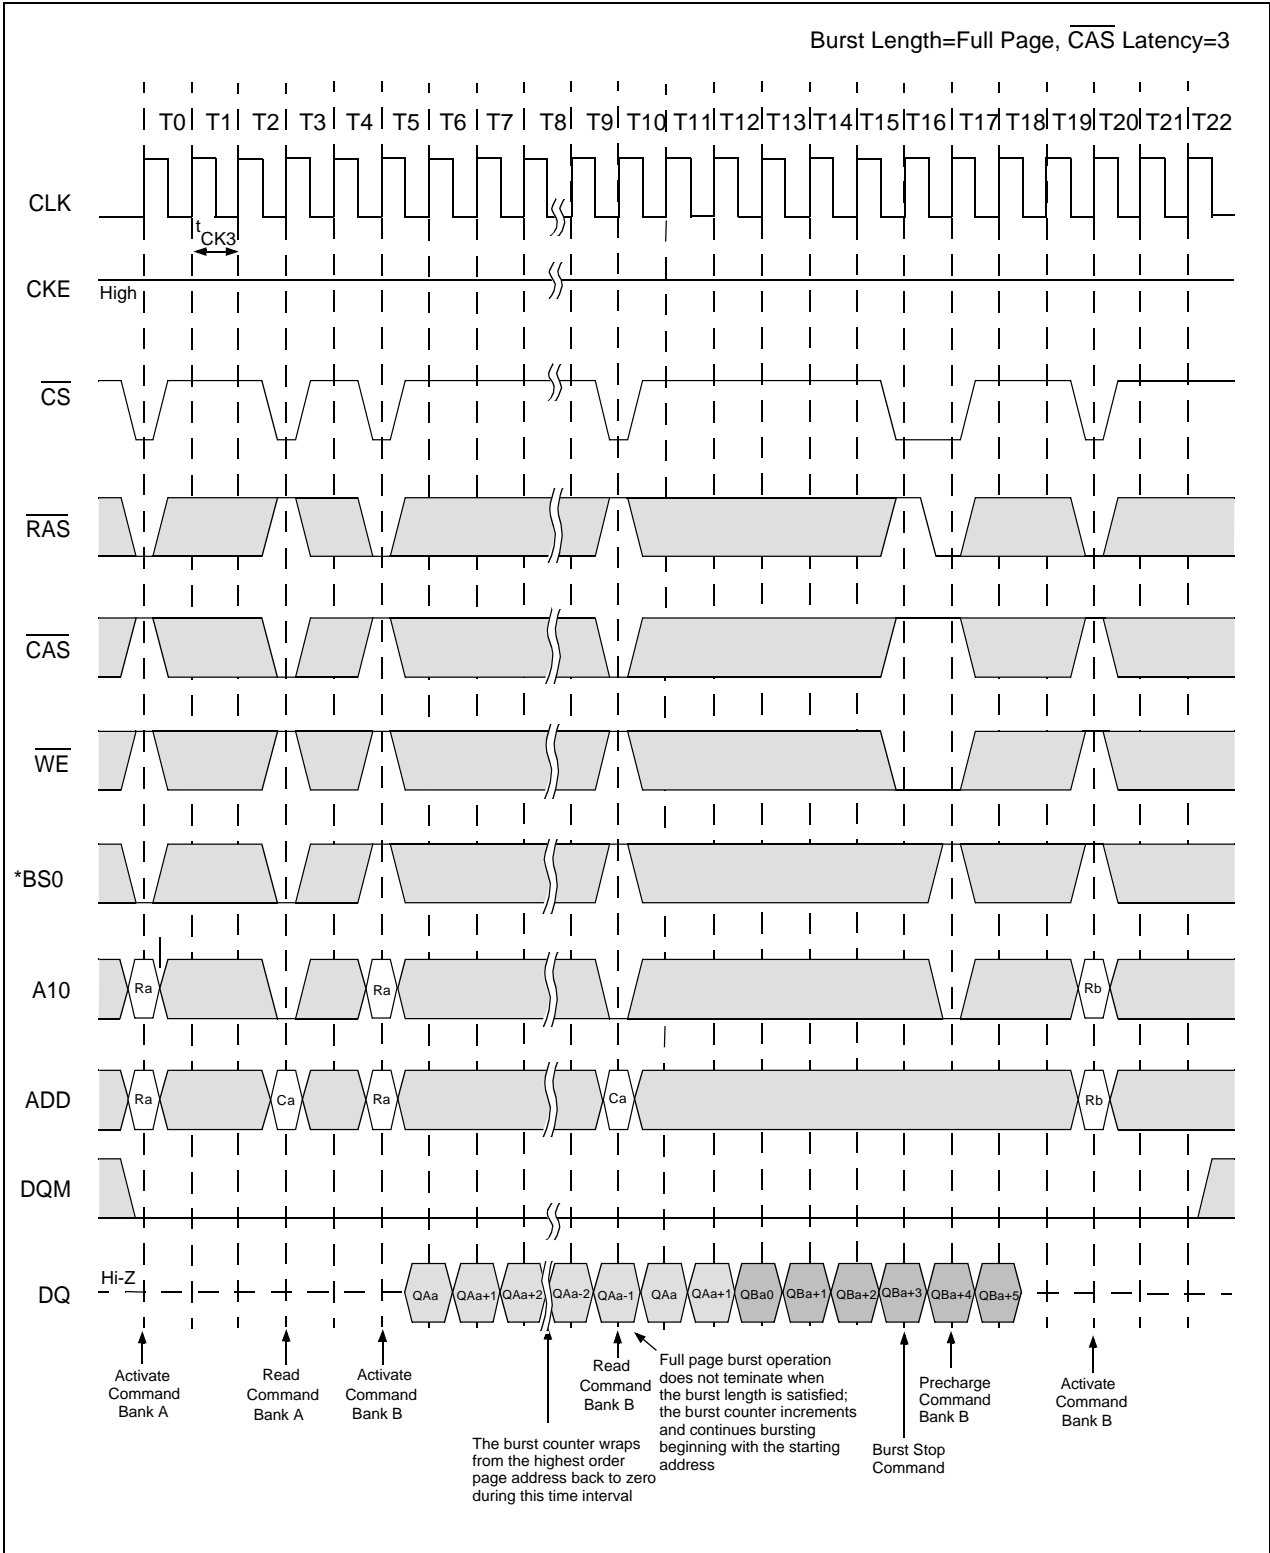 Burst Length=Full Page, CAS Latency=3
T0 T1 T2 T3 T4 T5 T6 T7 T8 T9 T10 T11 T12 T13 T14 T15 T16 T17 T18 T19 T20 T21 T22
CLK
tCK3
CKE
High
CS
RAS
CAS
WE
*BS0
A10
Ra Ra Rb
ADD
Ra Ca Ra Ca Rb
DQM
Hi-Z
DQ
QAa QAa+1 QAa+2 QAa-2 QAa-1 QAa QAa+1 QBa0 QBa+1 QBa+2 QBa+3 QBa+4 QBa+5
Activate
Command
Bank A
Read
Command
Bank A
Activate
Command
Bank B
The burst counter wraps
from the highest order
page address back to zero
during this time interval
Read
Command
Bank B
Full page burst operation
does not teminate when
the burst length is satisfied;
the burst counter increments
and continues bursting
beginning with the starting
address
Burst Stop
Command
Precharge
Command
Bank B
Activate
Command
Bank B